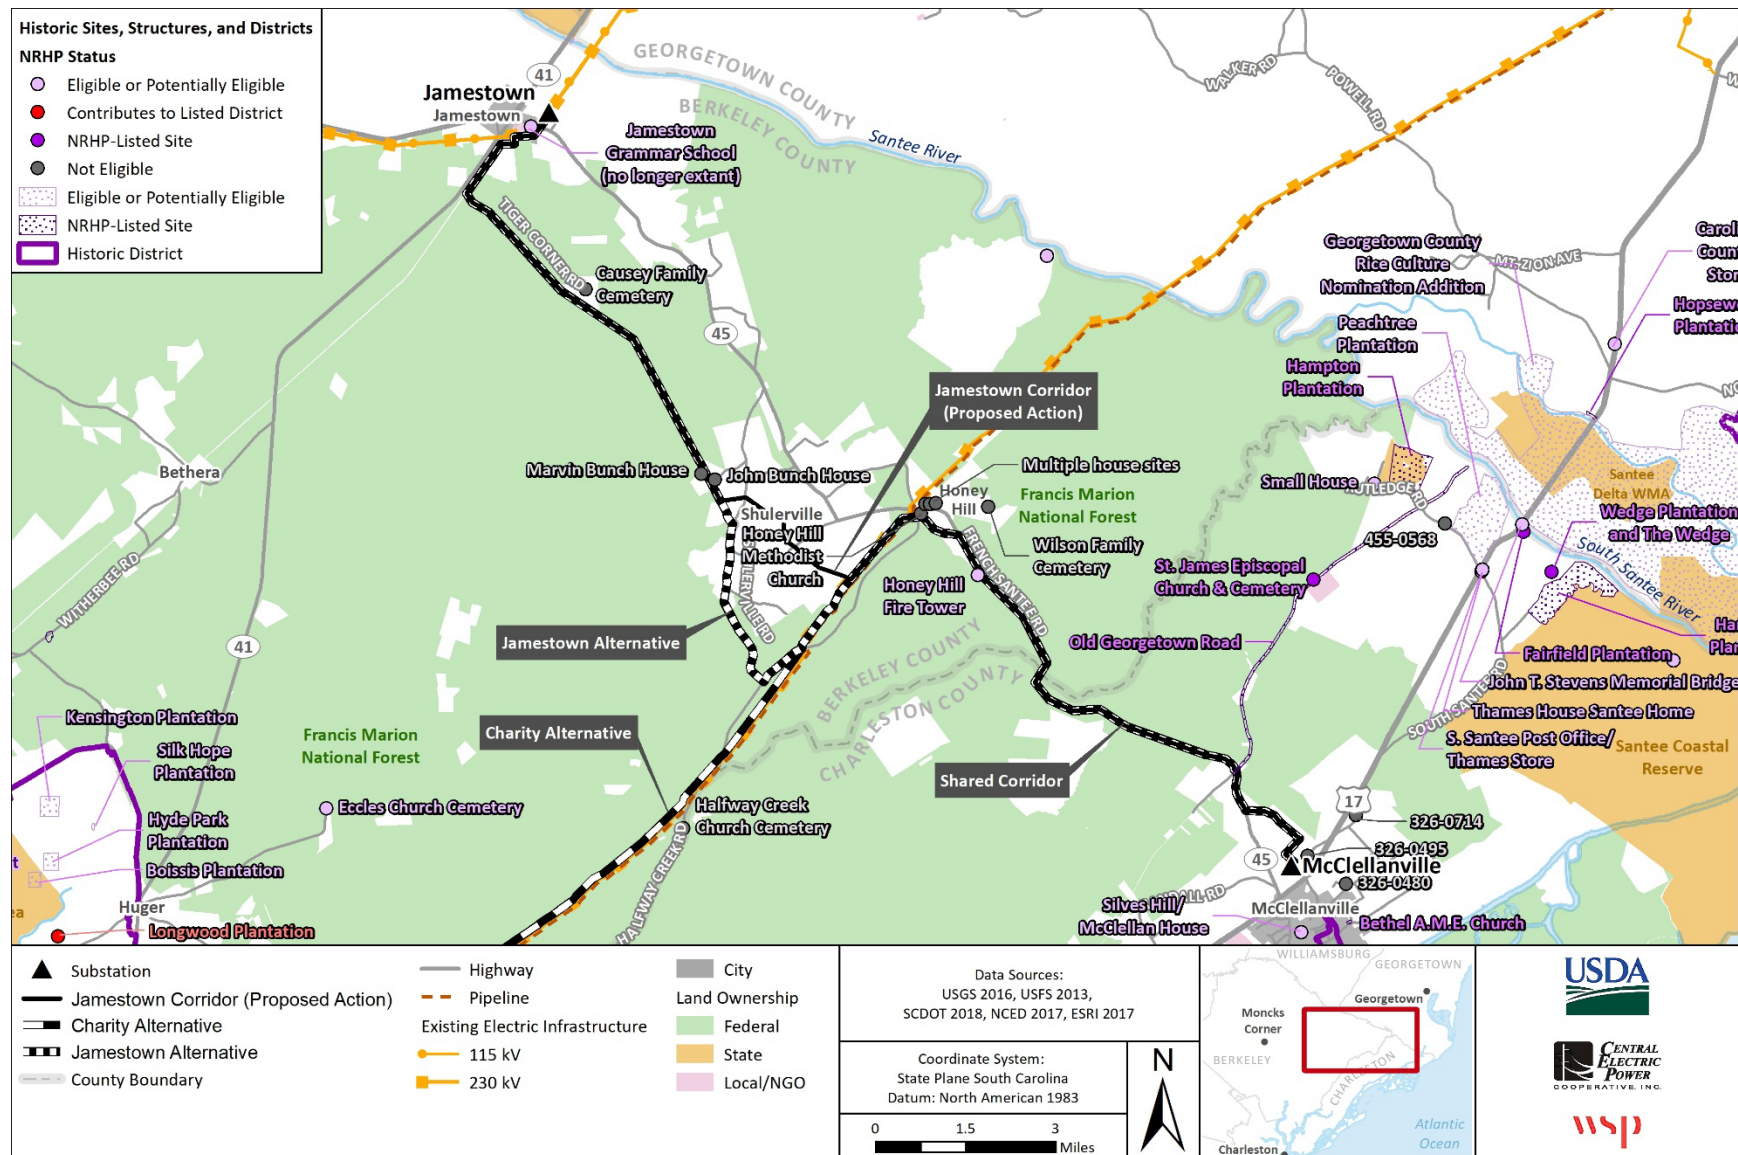 Historic Sites, Structures, and Districts
NRHP Status
Eligible or Potentially Eligible
Contributes to Listed District
NRHP-Listed Site
Not Eligible
Eligible or Potentially Eligible
NRHP-Listed Site
Historic District
GEORGETOWN COUNTY
BERKELEY COUNTY
41
Jamestown
Jamestown
Jamestown
Grammar School
(no longer extant)
Santee River
WALKER RD
POWELL RD
TIGER CORNER RD
Causey Family
Cemetery
45
Georgetown County
Rice Culture
Nomination Addition
MT ZION AVE
Peachtree
Plantation
Hampton
Plantation
Jamestown Corridor
(Proposed Action)
Bethera
Marvin Bunch House
John Bunch House
Multiple house sites
Honey
Hill
Francis Marion
National Forest
Small House
RUTLEDGE RD
Santee
Delta WMA
Wedge Plantation
and The Wedge
455-0568
South Santee River
Shulerville
Honey Hill
Methodist
Church
Wilson Family
Cemetery
FRENCH SANTEE RD
Honey Hill
Fire Tower
St. James Episcopal
Church & Cemetery
WITHERBEE RD
41
Jamestown Alternative
Old Georgetown Road
BERKELEY COUNTY
CHARLESTON COUNTY
Fairfield Plantation
John T. Stevens Memorial Bridge
Thames House Santee Home
SOUTH SANTEE RD
S. Santee Post Office/
Thames Store
Santee Coastal
Reserve
Kensington Plantation
Silk Hope
Plantation
Francis Marion
National Forest
Charity Alternative
Shared Corridor
Eccles Church Cemetery
Halfway Creek
Church Cemetery
HALFWAY CREEK RD
Hyde Park
Plantation
Boissis Plantation
Huger
Longwood Plantation
17
326-0714
326-0495
45
McClellanville
326-0480
McClellanville
Silves Hill/
McClellan House
Bethel A.M.E. Church
Substation
Jamestown Corridor (Proposed Action)
Charity Alternative
Jamestown Alternative
County Boundary
Highway
Pipeline
Existing Electric Infrastructure
115 kV
230 kV
City
Land Ownership
Federal
State
Local/NGO
Data Sources:
USGS 2016, USFS 2013,
SCDOT 2018, NCED 2017, ESRI 2017
Coordinate System:
State Plane South Carolina
Datum: North American 1983
0 1.5 3
Miles
N
WILLIAMSBURG
GEORGETOWN
Georgetown
Moncks
Corner
BERKELEY
CHARLESTON
Atlantic
Ocean
Charleston
USDA
CENTRAL
ELECTRIC
POWER
COOPERATIVE, INC.
wsp